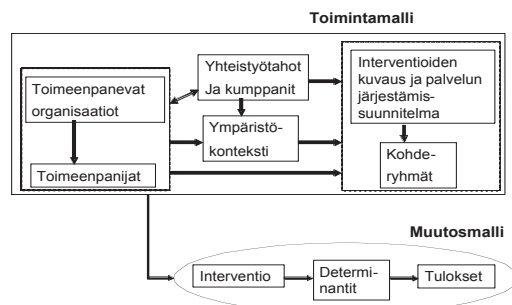 Toimintamalli
Toimeenpanevat
organisaatiot
Toimeenpanijat
Yhteistyötahot
Ja kumppanit
Ympäristö-
konteksti
Interventioiden
kuvaus ja palvelun
järjestämis-
suunnitelma
Kohde-
ryhmät
Muutosmalli
Interventio
Determi-
nantit
Tulokset